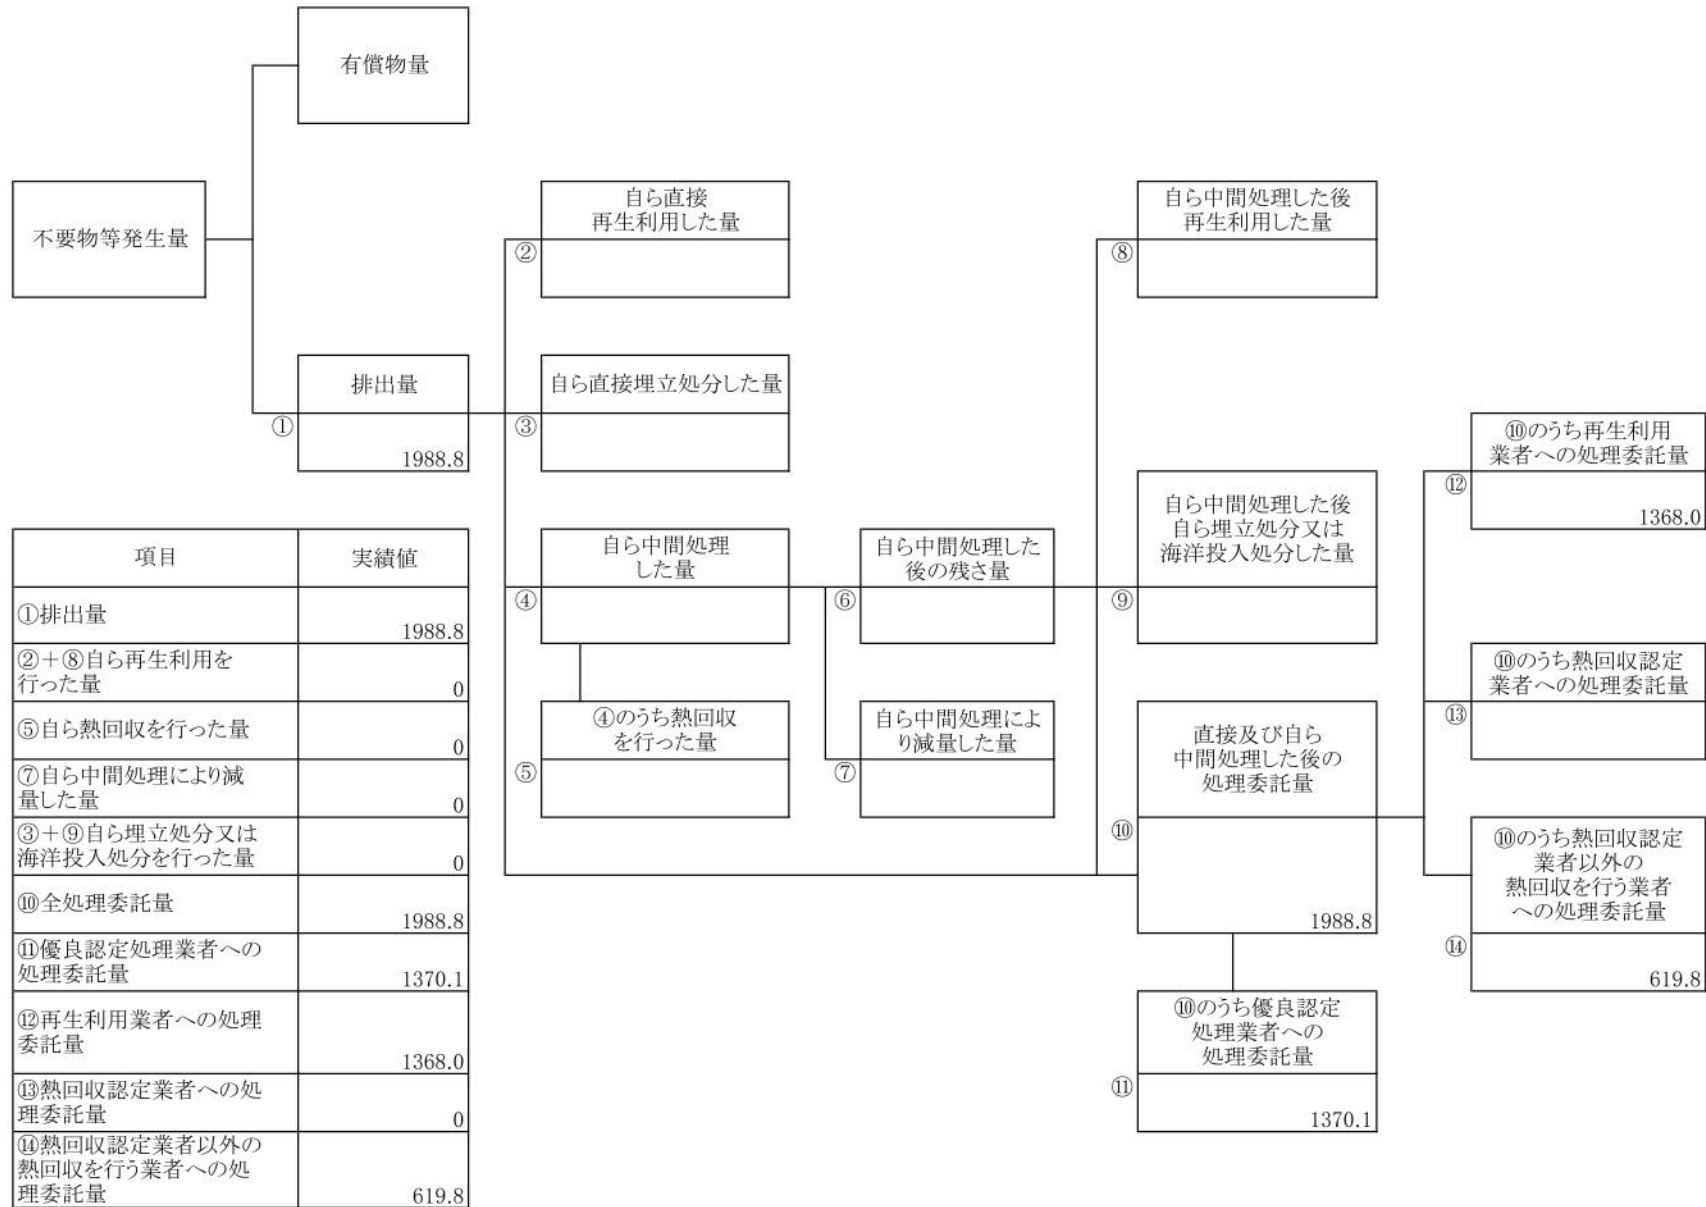 有償物量
不要物等発生量
自ら直接
再生利用した量
②
自ら中間処理した後
再生利用した量
⑧
排出量
①
1988.8
自ら直接埋立処分した量
③
⑩のうち再生利用
業者への処理委託量
⑫
1368.0
自ら中間処理
した量
④
自ら中間処理した
後の残さ量
⑥
自ら中間処理した後
自ら埋立処分又は
海洋投入処分した量
⑨
④のうち熱回収
を行った量
⑤
自ら中間処理によ
り減量した量
⑦
直接及び自ら
中間処理した後の
処理委託量
⑩
1988.8
⑩のうち熱回収認定
業者への処理委託量
⑬
⑩のうち熱回収認定
業者以外の
熱回収を行う業者
への処理委託量
⑭
619.8
⑩のうち優良認定
処理業者への
処理委託量
⑪
1370.1
項目 実績値
①排出量
1988.8
②+⑧自ら再生利用を
行った量
0
⑤自ら熱回収を行った量
0
⑦自ら中間処理により減
量した量
0
③+⑨自ら埋立処分又は
海洋投入処分を行った量
0
⑩全処理委託量
1988.8
⑪優良認定処理業者への
処理委託量
1370.1
⑫再生利用業者への処理
委託量
1368.0
⑬熱回収認定業者への処
理委託量
0
⑭熱回収認定業者以外の
熱回収を行う業者への処
理委託量
619.8